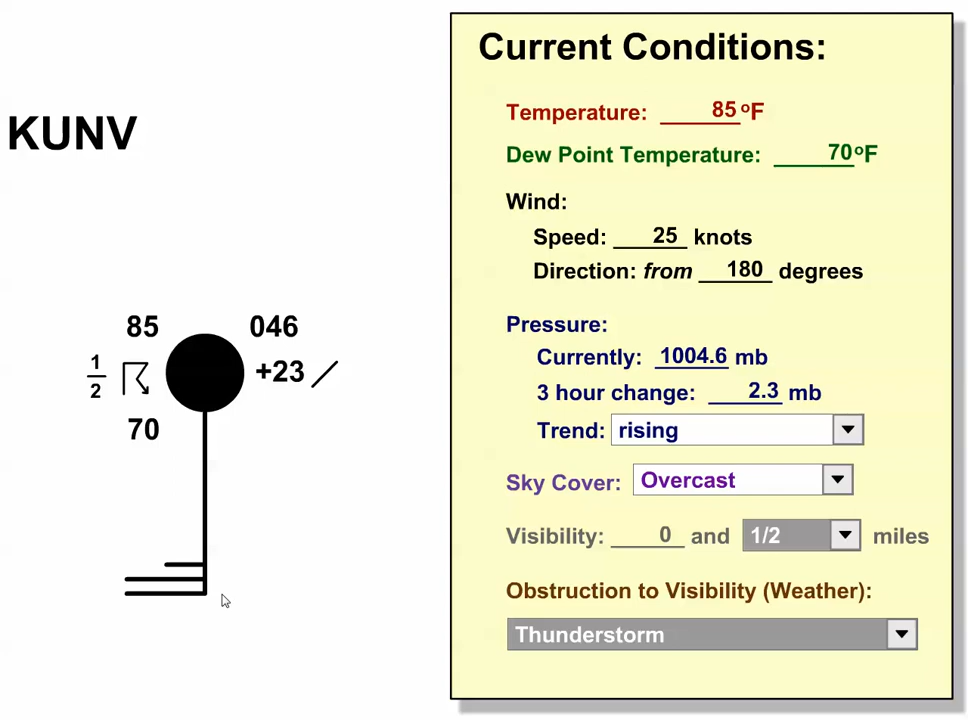 Current Conditions:
KUNV
Temperature: 85 °F
Dew Point Temperature: 70 °F
Wind:
Speed: 25 knots
Direction: from 180 degrees
Pressure:
Currently: 1004.6 mb
3 hour change: 2.3 mb
Trend: rising
Sky Cover: Overcast
Visibility: 0 and 1/2 miles
Obstruction to Visibility (Weather):
Thunderstorm
85 046
1/2 +23
70